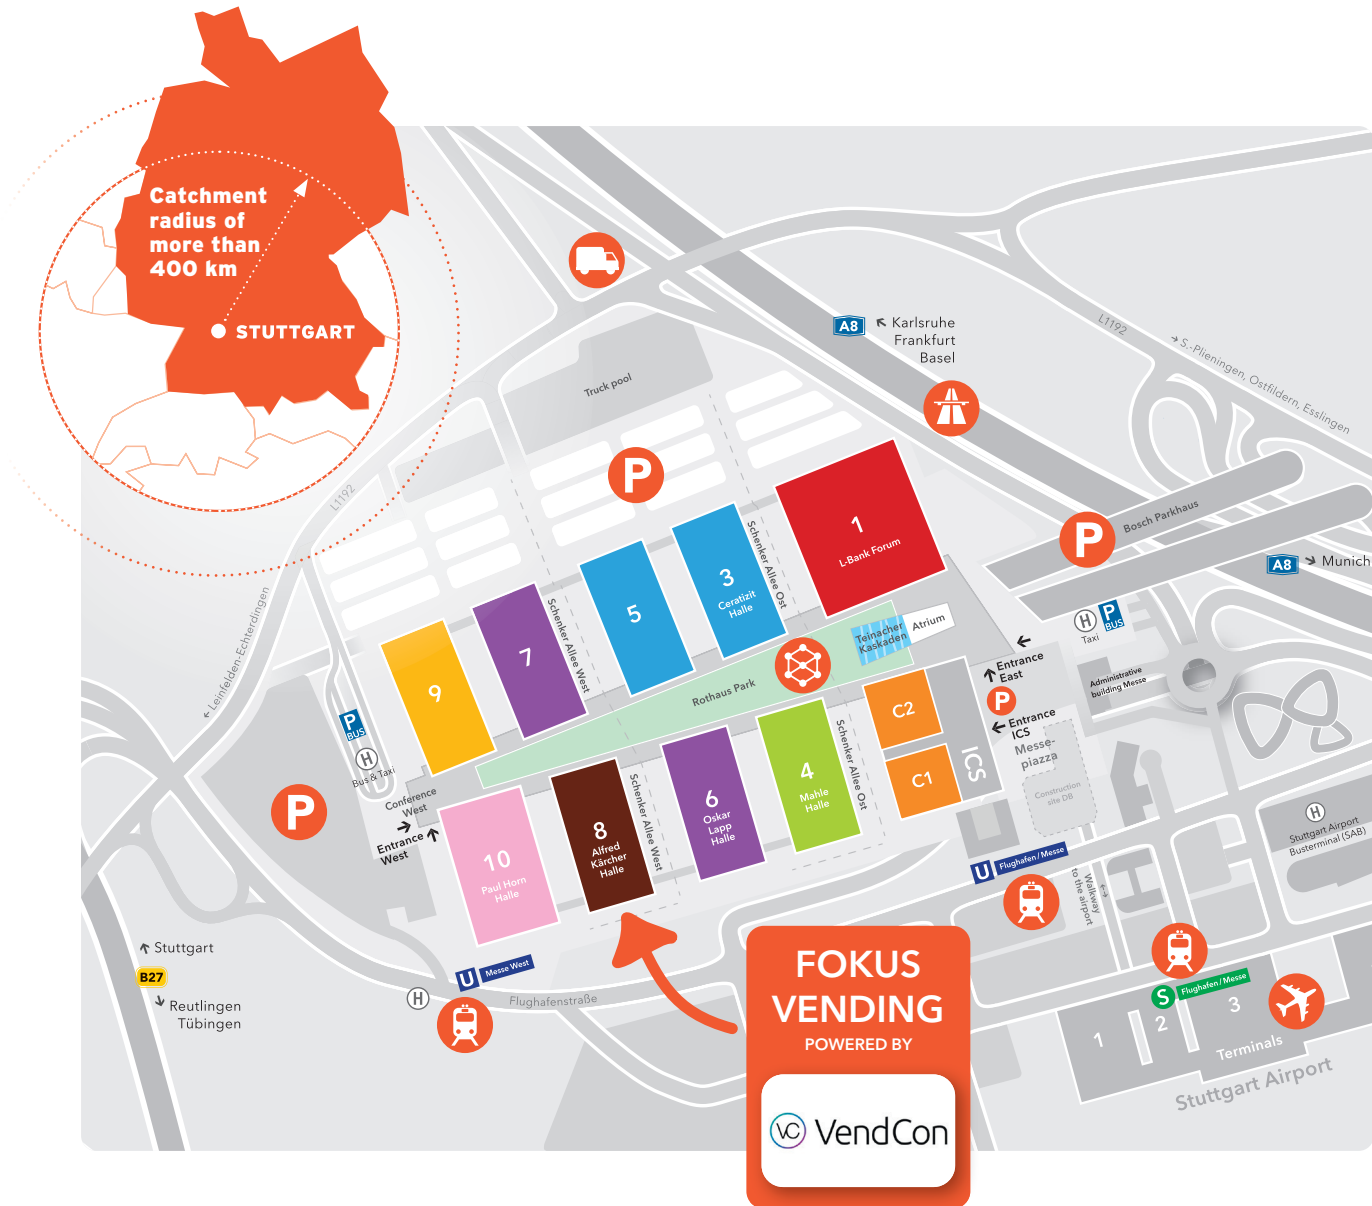 Catchment
radius of
more than
400 km
STUTTGART
A8
Karlsruhe
Frankfurt
Basel
L1192
S.-Plieningen, Ostfildern, Esslingen
Truck pool
P
L1192
Bosch Parkhaus
P
A8
Munich
1
L-Bank Forum
3
Ceratizit
Halle
5
7
9
Schenker Allee Ost
Schenker Allee West
Leinfelden-Echterdingen
Teinacher
Kaskaden
Atrium
Rothaus Park
H
Taxi
P
BUS
Entrance
East
P
Entrance
ICS
Administrative
building Messe
Messe-
piazza
Construction
site DB
C2
C1
ICS
P
BUS
H
Bus & Taxi
Conference
West
Entrance
West
P
4
Mahle
Halle
6
Oskar
Lapp
Halle
8
Alfred
Kärcher
Halle
10
Paul Horn
Halle
Schenker Allee West
Schenker Allee Ost
U
Flughafen/Messe
Walkway
to the airport
H
Stuttgart Airport
Busterminal (SAB)
Stuttgart
B27
Reutlingen
Tübingen
U
Messe West
H
Flughafenstraße
S
Flughafen/Messe
1
2
3
Terminals
Stuttgart Airport
FOKUS
VENDING
POWERED BY
VC VendCon